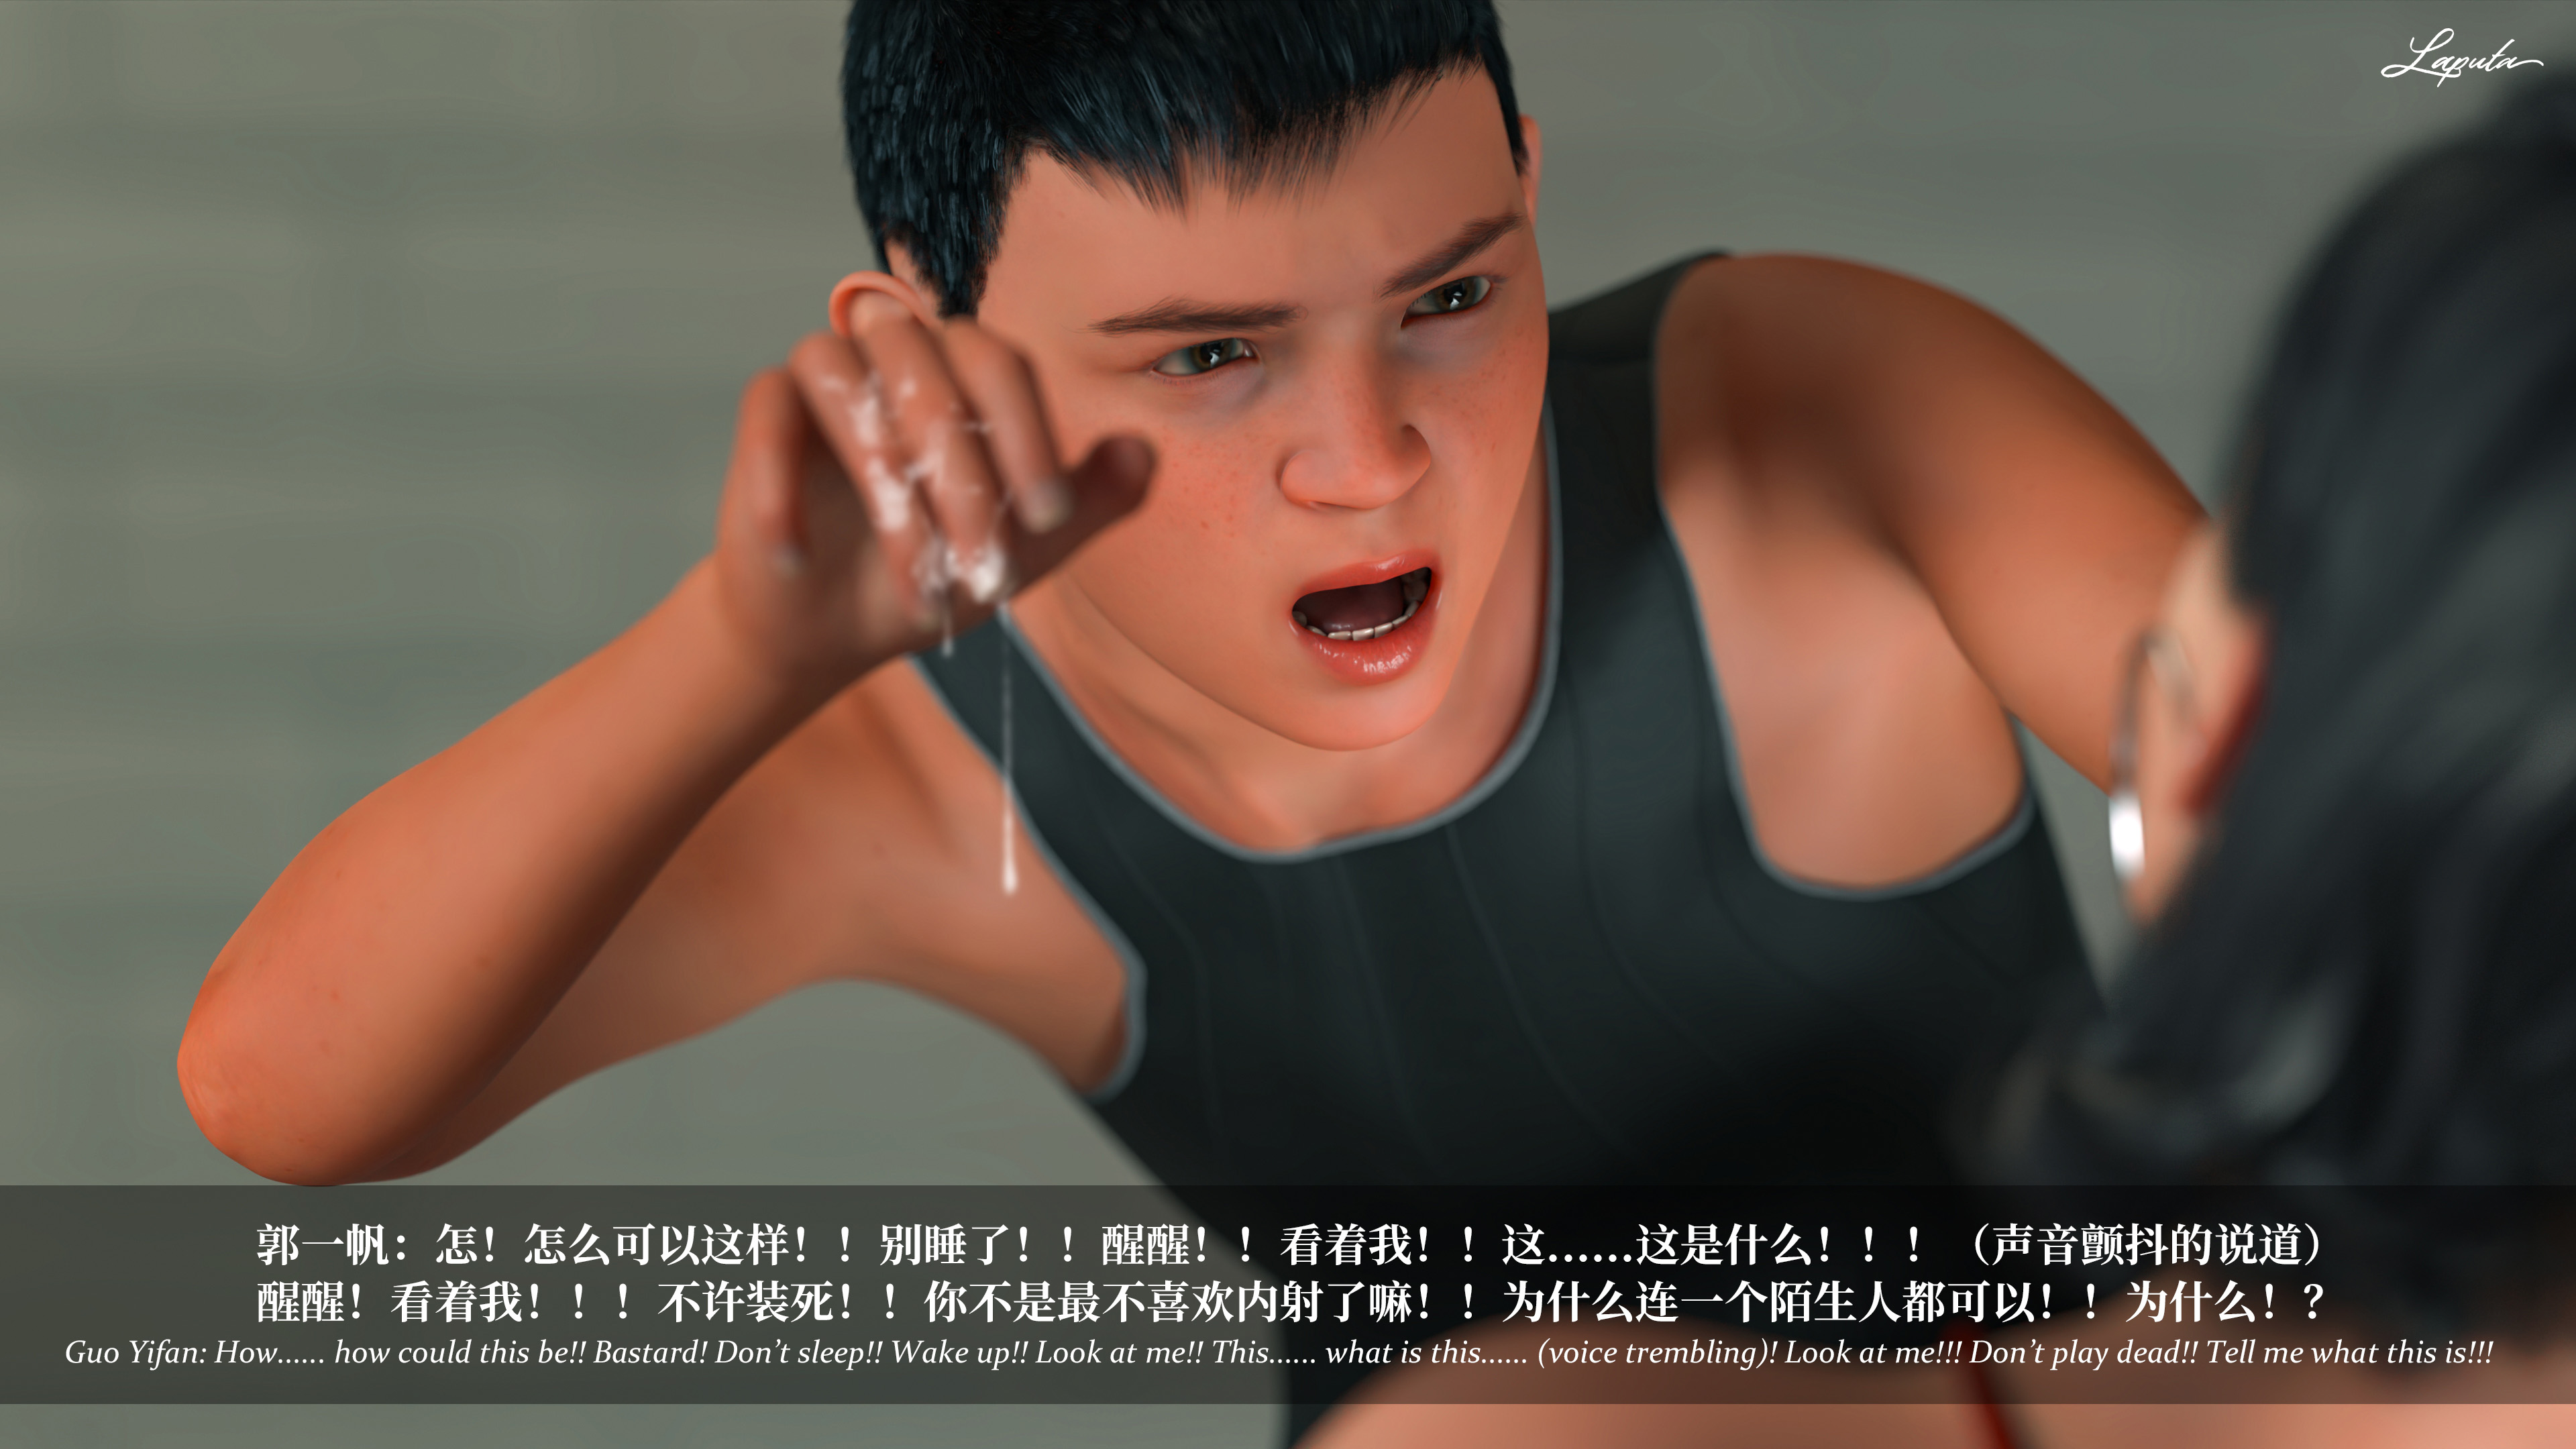 Laputa
郭一帆：怎！怎么可以这样！！别睡了！！醒醒！！看着我！！这......这是什么！！！（声音颤抖的说道）
醒醒！看着我！！！不许装死！！你不是最不喜欢内射了嘛！！为什么连一个陌生人都可以！！为什么！？
Guo Yifan: How...... how could this be!! Bastard! Don't sleep!! Wake up!! Look at me!! This...... what is this...... (voice trembling)! Look at me!!! Don't play dead!! Tell me what this is!!!